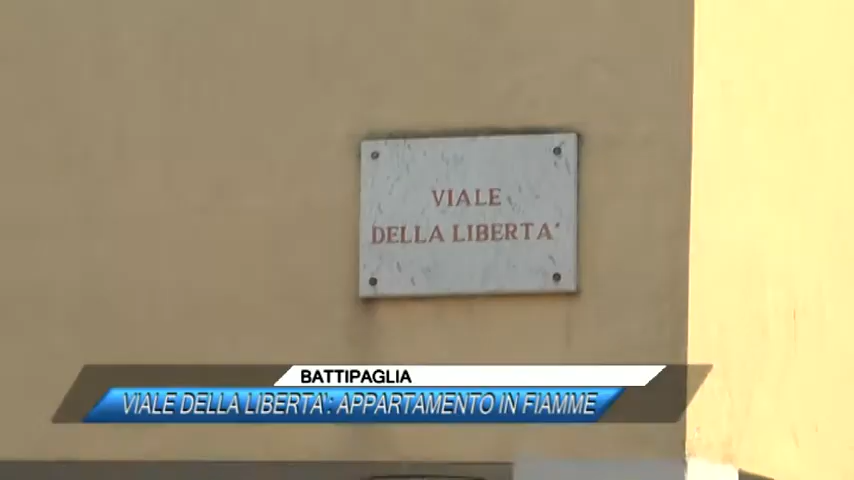 VIALE
DELLA LIBERTA'
BATTIPAGLIA
VIALE DELLA LIBERTA': APPARTAMENTO IN FIAMME